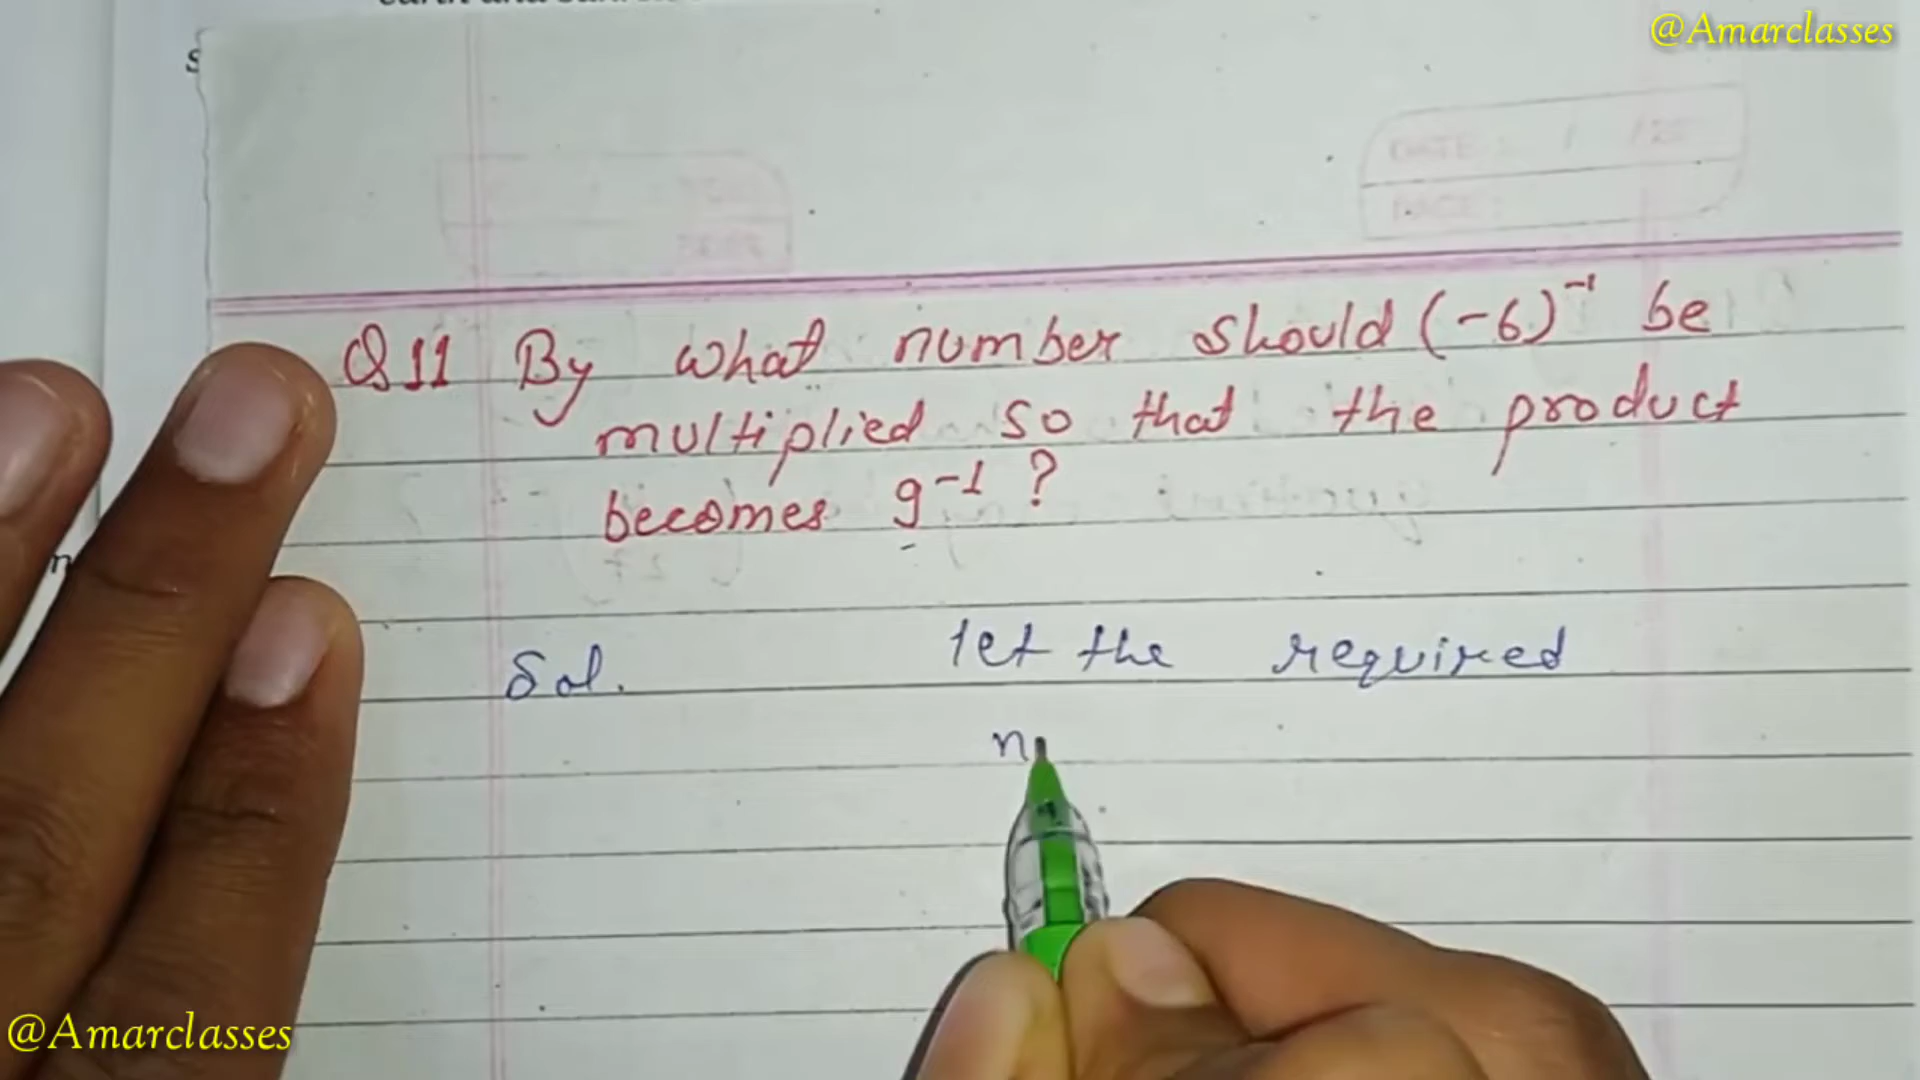 @Amarclasses
Q11 By what number should (-6)⁻¹ be
multiplied so that the product
becomes 9⁻¹ ?
Sol. let the required
n
@Amarclasses